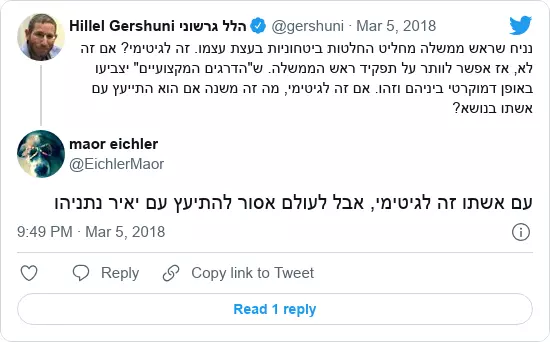 Hillel Gershuni הלל גרשוני @gershuni · Mar 5, 2018
נניח שראש ממשלה מחליט החלטות ביטחוניות בעצת עצמו. זה לגיטימי? אם זה
לא, אז אפשר לוותר על תפקיד ראש הממשלה. ש"הדרגים המקצועיים" יצביעו
באופן דמוקרטי ביניהם וזהו. אם זה לגיטימי, מה זה משנה אם הוא התייעץ עם
אשתו בנושא?
maor eichler
@EichlerMaor
עם אשתו זה לגיטימי, אבל לעולם אסור להתיעץ עם יאיר נתניהו
9:49 PM · Mar 5, 2018
Reply
Copy link to Tweet
Read 1 reply